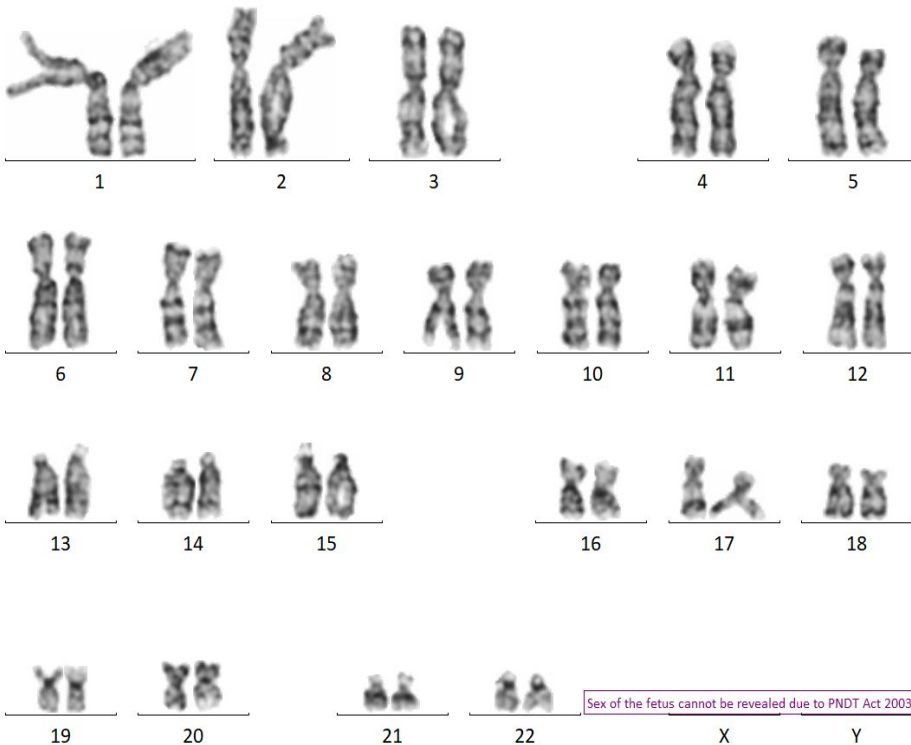 1 2 3 4 5
6 7 8 9 10 11 12
13 14 15 16 17 18
Sex of the fetus cannot be revealed due to PNDT Act 2003
19 20 21 22 X Y